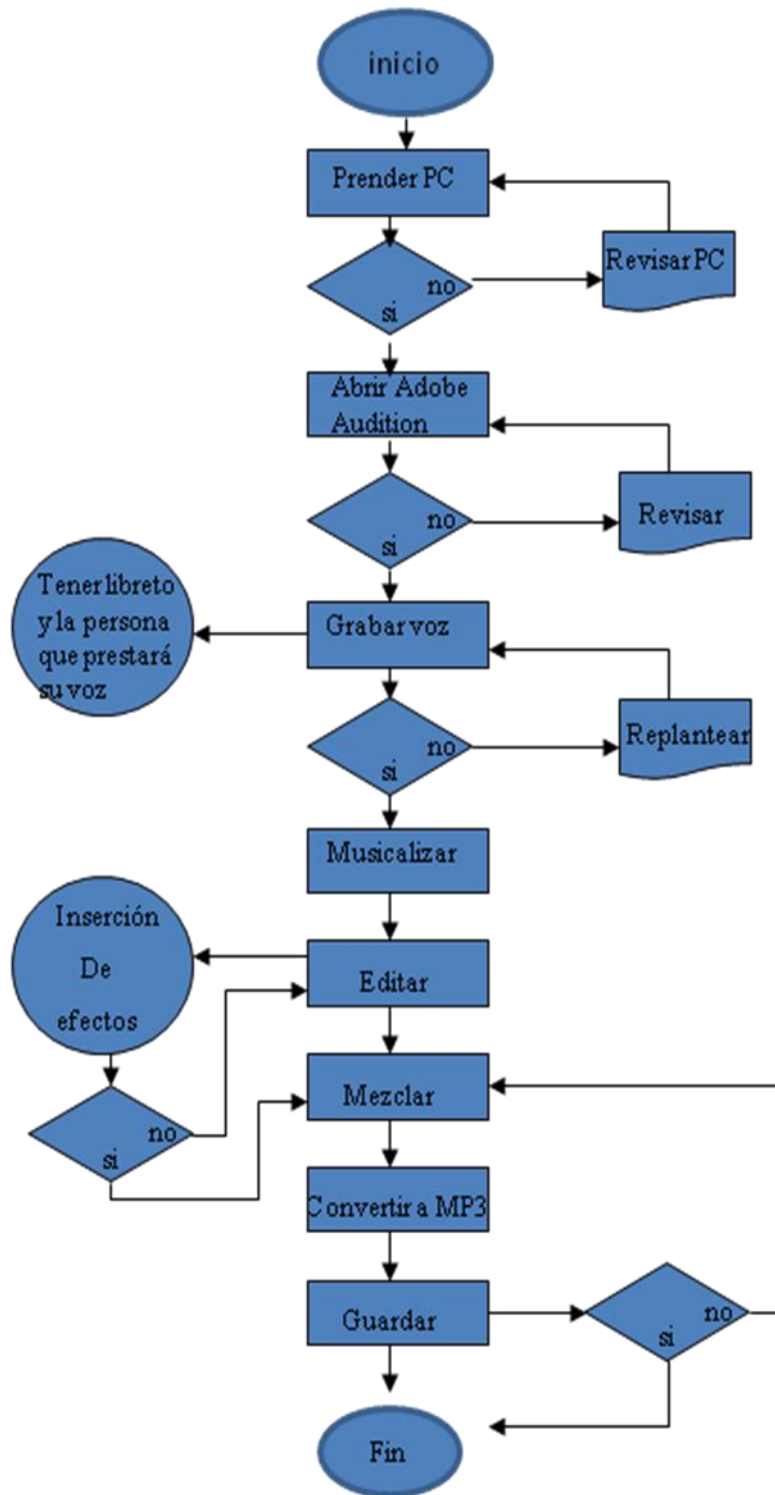 inicio
Prender PC
no
si
Revisar PC
Abrir Adobe
Audition
no
si
Revisar
Tener libreto
y la persona
que prestará
su voz
Grabar voz
no
si
Replantear
Musicalizar
Inserción
De
efectos
Editar
no
si
Mezclar
Convertir a MP3
Guardar
no
si
Fin